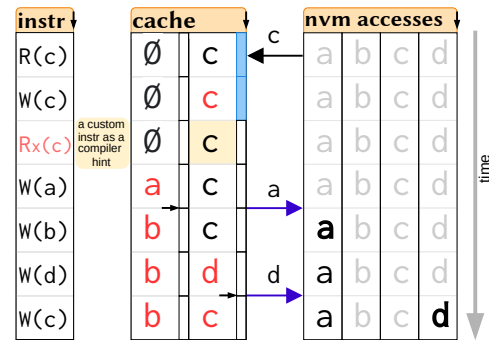 instr cache nvm accesses
c
R(c) Ø c a b c d
W(c) Ø c a b c d
Rx(c) a custom instr as a compiler hint Ø c a b c d
W(a) a c a a b c d
W(b) b c a b c d
W(d) b d d a b c d
W(c) b c a b c d
time